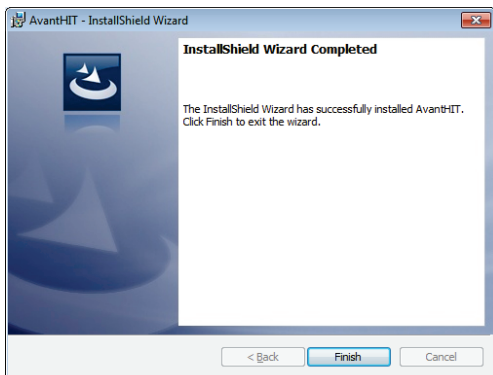 AvantHIT - InstallShield Wizard
InstallShield Wizard Completed
The InstallShield Wizard has successfully installed AvantHIT.
Click Finish to exit the wizard.
< Back
Finish
Cancel